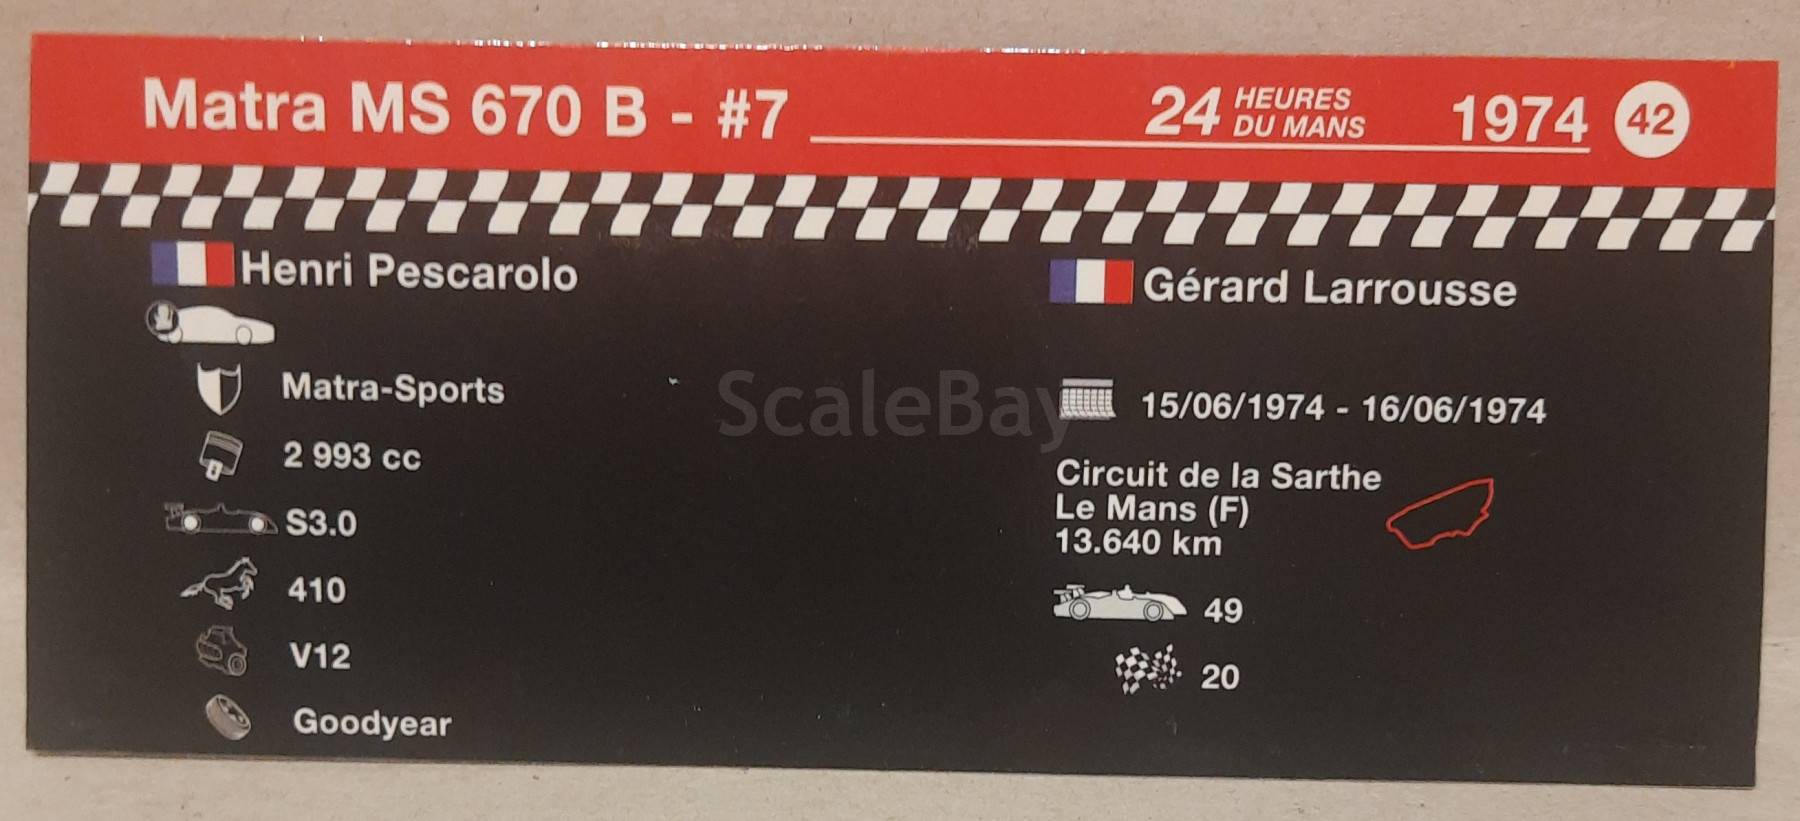 Matra MS 670 B - #7
24 HEURES DU MANS
1974
42
Henri Pescarolo
Matra-Sports
2 993 cc
S3.0
410
V12
Goodyear
Gérard Larrousse
15/06/1974 - 16/06/1974
Circuit de la Sarthe
Le Mans (F)
13.640 km
49
20
ScaleBay